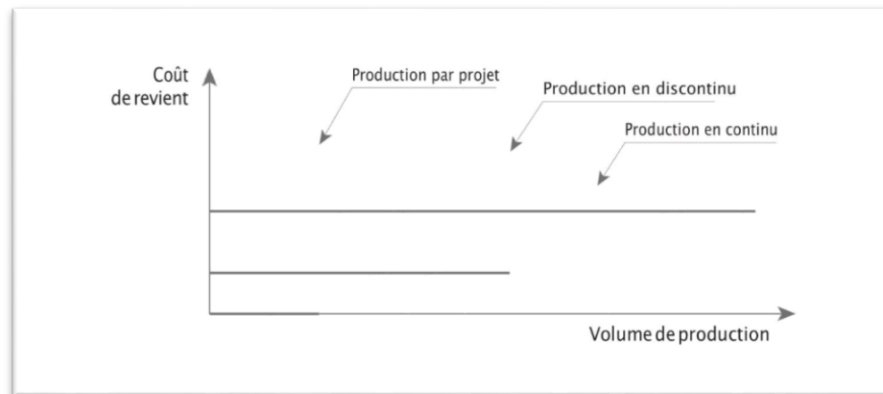 Coût
de revient
Production par projet
Production en discontinu
Production en continu
Volume de production